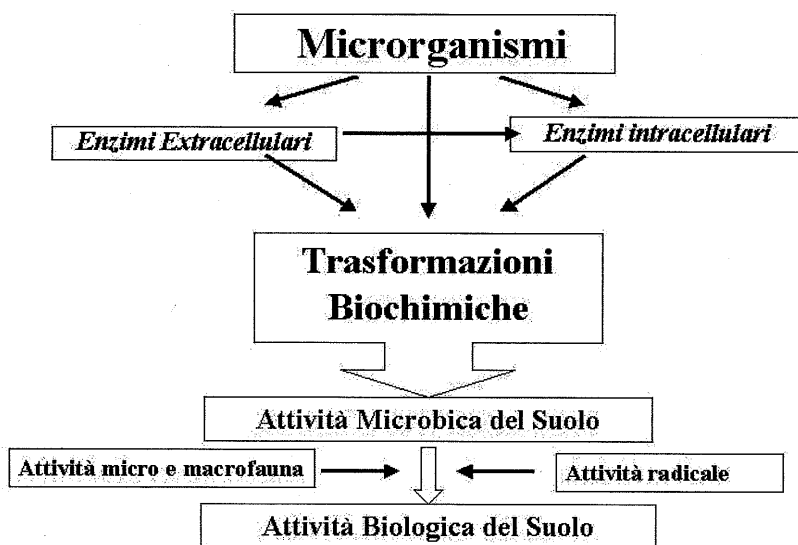 Microrganismi
Enzimi Extracellulari
Enzimi intracellulari
Trasformazioni
Biochimiche
Attività Microbica del Suolo
Attività micro e macrofauna
Attività radicale
Attività Biologica del Suolo